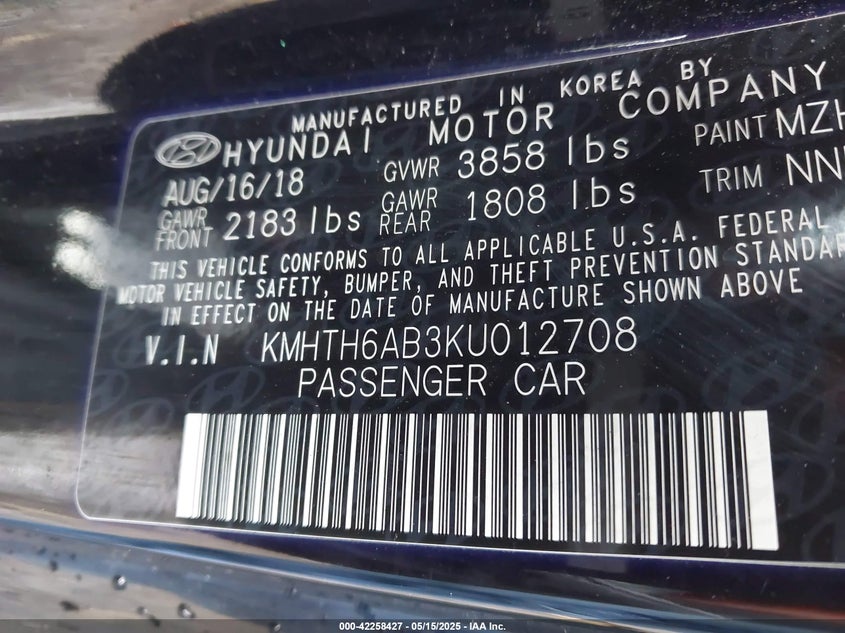 MANUFACTURED IN KOREA BY
HYUNDAI MOTOR COMPANY
AUG/16/18 GVWR 3858 lbs PAINT MZH
GAWR FRONT 2183 lbs GAWR REAR 1808 lbs TRIM NN
THIS VEHICLE CONFORMS TO ALL APPLICABLE U.S.A. FEDERAL
MOTOR VEHICLE SAFETY, BUMPER, AND THEFT PREVENTION STANDAR
IN EFFECT ON THE DATE OF MANUFACTURE SHOWN ABOVE
V.I.N KMHTH6AB3KU012708
PASSENGER CAR
000-42258427 - 05/15/2025 - IAA Inc.